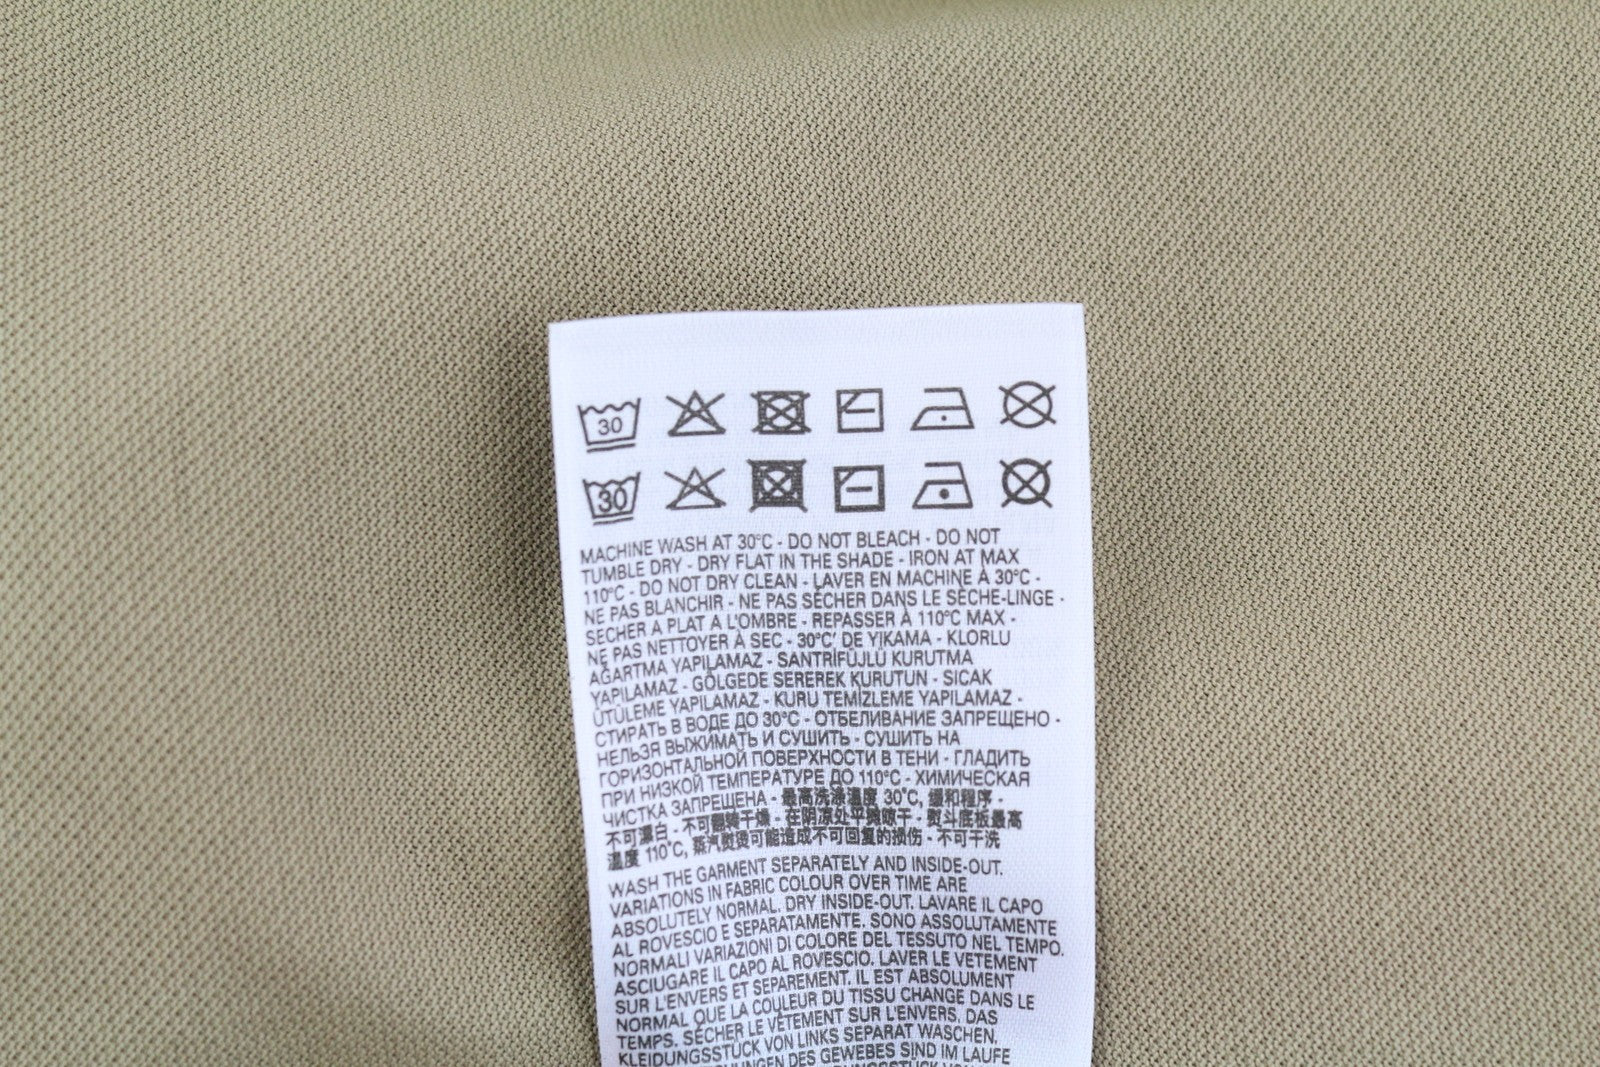 30
30
MACHINE WASH AT 30°C - DO NOT BLEACH - DO NOT
TUMBLE DRY - DRY FLAT IN THE SHADE - IRON AT MAX
110°C - DO NOT DRY CLEAN - LAVER EN MACHINE À 30°C -
NE PAS BLANCHIR - NE PAS SÉCHER DANS LE SÈCHE-LINGE -
SÉCHER À PLAT A L'OMBRE - REPASSER À 110°C MAX -
NE PAS NETTOYER À SEC - 30°C' DE YIKAMA - KLORLU
AĞARTMA YAPILAMAZ - SANTRİFÜJLÜ KURUTMA
YAPILAMAZ - GÖLGEDE SEREREK KURUTUN - SICAK
ÜTÜLEME YAPILAMAZ - KURU TEMİZLEME YAPILAMAZ -
СТИРАТЬ В ВОДЕ ДО 30°C - ОТБЕЛИВАНИЕ ЗАПРЕЩЕНО -
НЕЛЬЗЯ ВЫЖИМАТЬ И СУШИТЬ - СУШИТЬ НА
ГОРИЗОНТАЛЬНОЙ ПОВЕРХНОСТИ В ТЕНИ - ГЛАДИТЬ
ПРИ НИЗКОЙ ТЕМПЕРАТУРЕ ДО 110°C - ХИМИЧЕСКАЯ
ЧИСТКА ЗАПРЕЩЕНА - 最高洗涤温度 30°C, 缓和程序 -
不可漂白 - 不可翻转干燥 - 在阴凉处平摊晾干 - 熨斗底板最高
温度 110°C, 蒸汽熨烫可能造成不可回复的损伤 - 不可干洗
WASH THE GARMENT SEPARATELY AND INSIDE-OUT.
VARIATIONS IN FABRIC COLOUR OVER TIME ARE
ABSOLUTELY NORMAL. DRY INSIDE-OUT. LAVARE IL CAPO
AL ROVESCIO E SEPARATAMENTE. SONO ASSOLUTAMENTE
NORMALI VARIAZIONI DI COLORE DEL TESSUTO NEL TEMPO.
ASCIUGARE IL CAPO AL ROVESCIO. LAVER LE VÊTEMENT
SUR L'ENVERS ET SEPAREMENT. IL EST ABSOLUMENT
NORMAL QUE LA COULEUR DU TISSU CHANGE DANS LE
TEMPS. SÉCHER LE VÊTEMENT SUR L'ENVERS. DAS
KLEIDUNGSSTÜCK VON LINKS SEPARAT WASCHEN.
DES GEWEBES SIND IM LAUFE